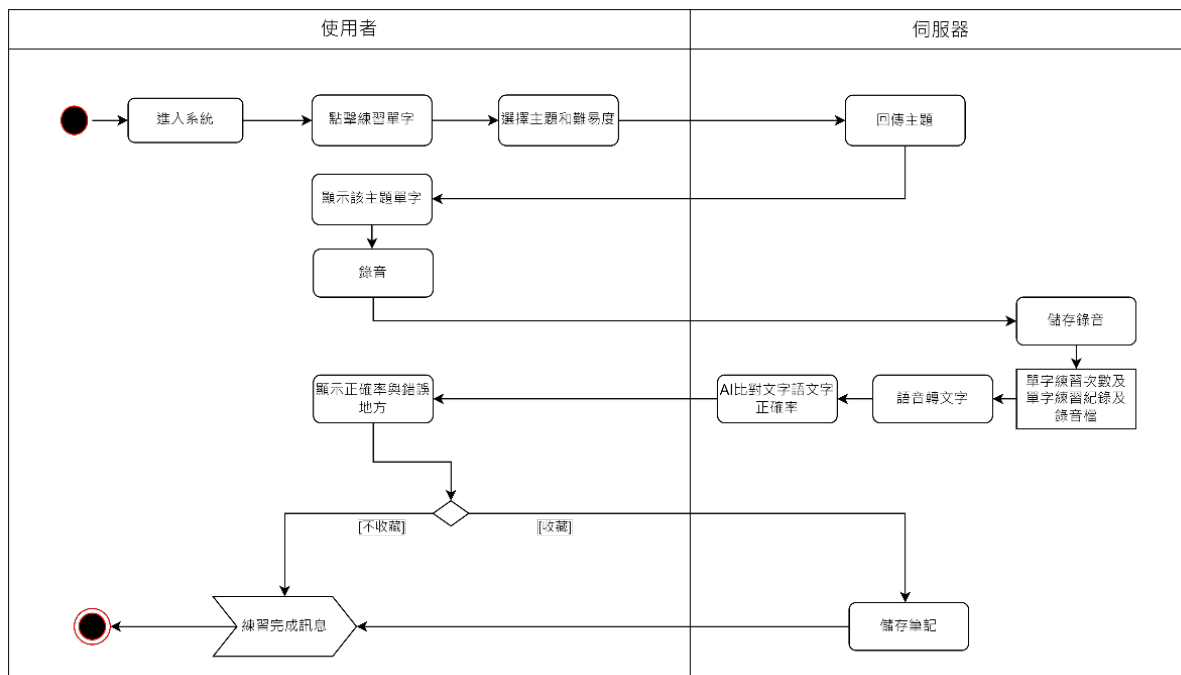 使用者
伺服器
進入系統
點擊練習單字
選擇主題和難易度
回傳主題
顯示該主題單字
錄音
儲存錄音
顯示正確率與錯誤
地方
AI比對文字語文字
正確率
語音轉文字
單字練習次數及
單字練習紀錄及
錄音檔
[不收藏]
[收藏]
練習完成訊息
儲存筆記